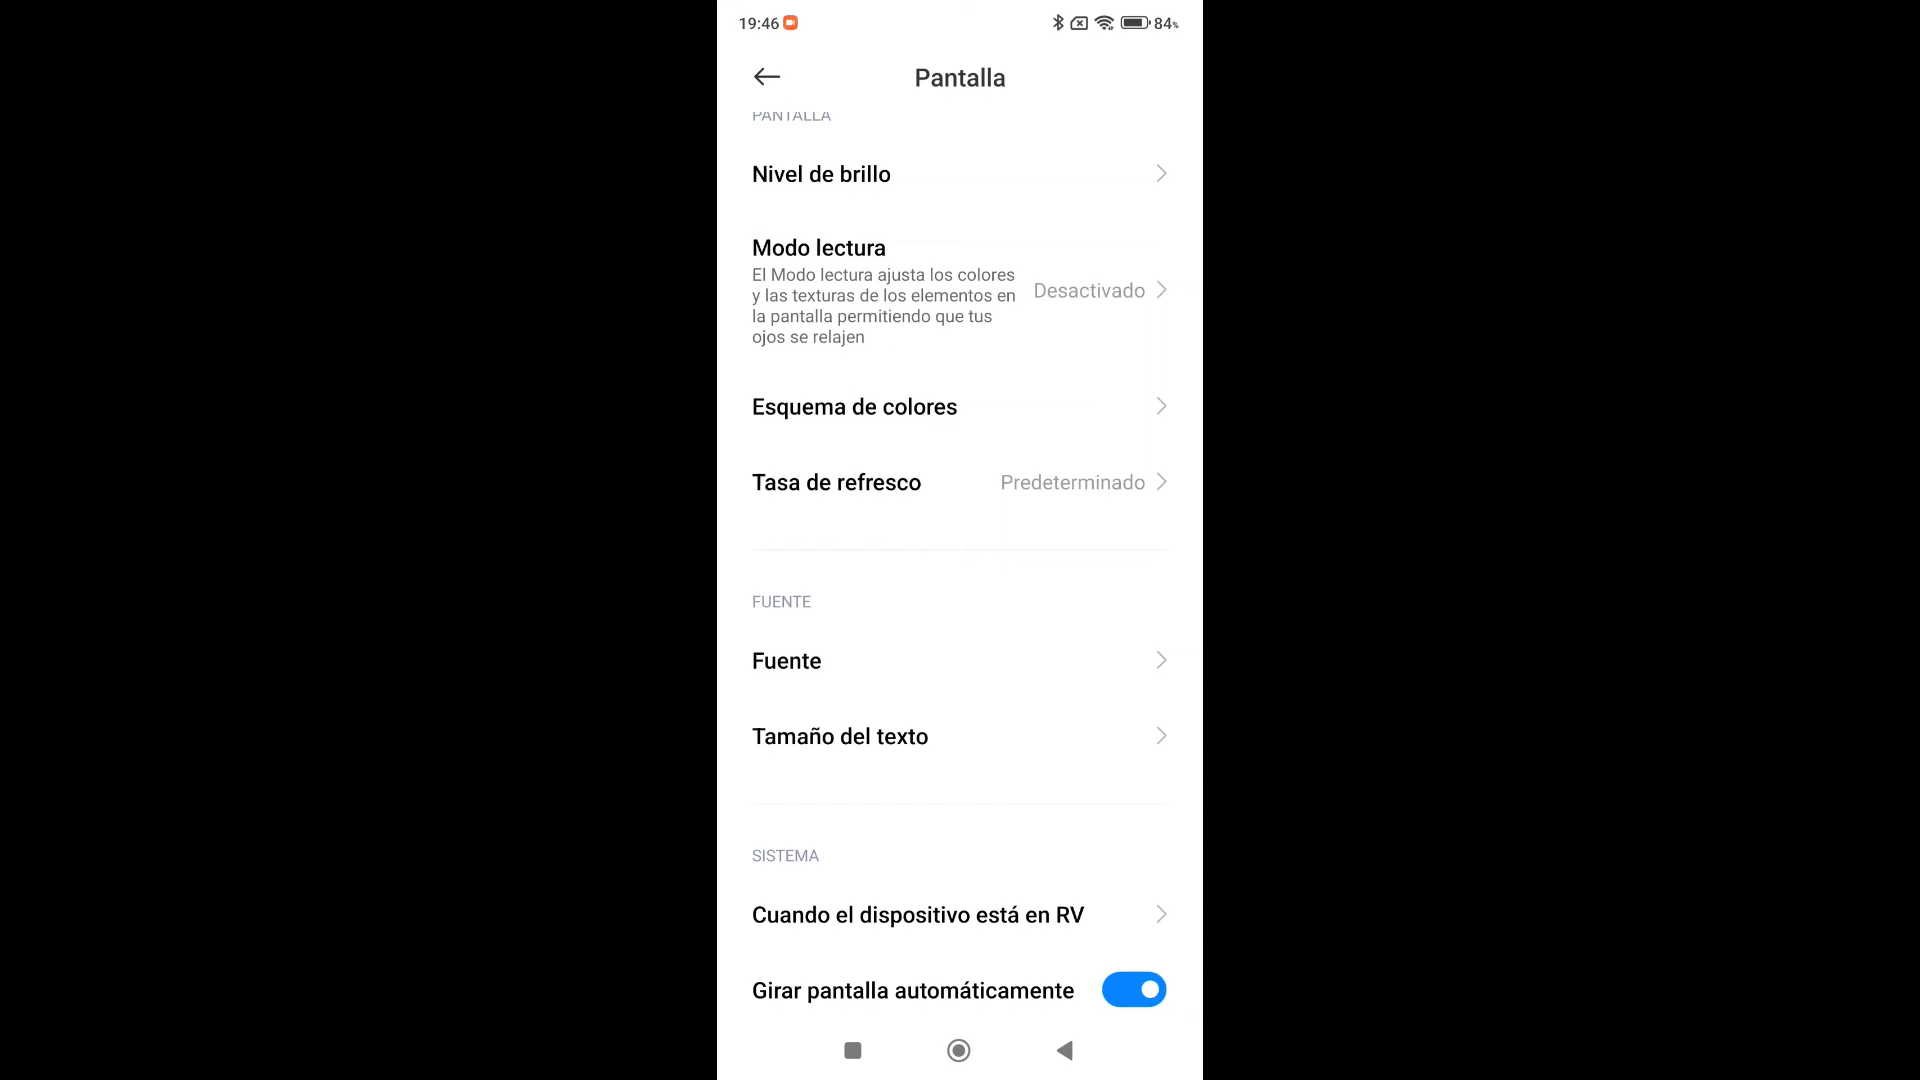 19:46
84%
Pantalla
PANTALLA
Nivel de brillo
Modo lectura
El Modo lectura ajusta los colores
y las texturas de los elementos en
la pantalla permitiendo que tus
ojos se relajen
Desactivado
Esquema de colores
Tasa de refresco
Predeterminado
FUENTE
Fuente
Tamaño del texto
SISTEMA
Cuando el dispositivo está en RV
Girar pantalla automáticamente